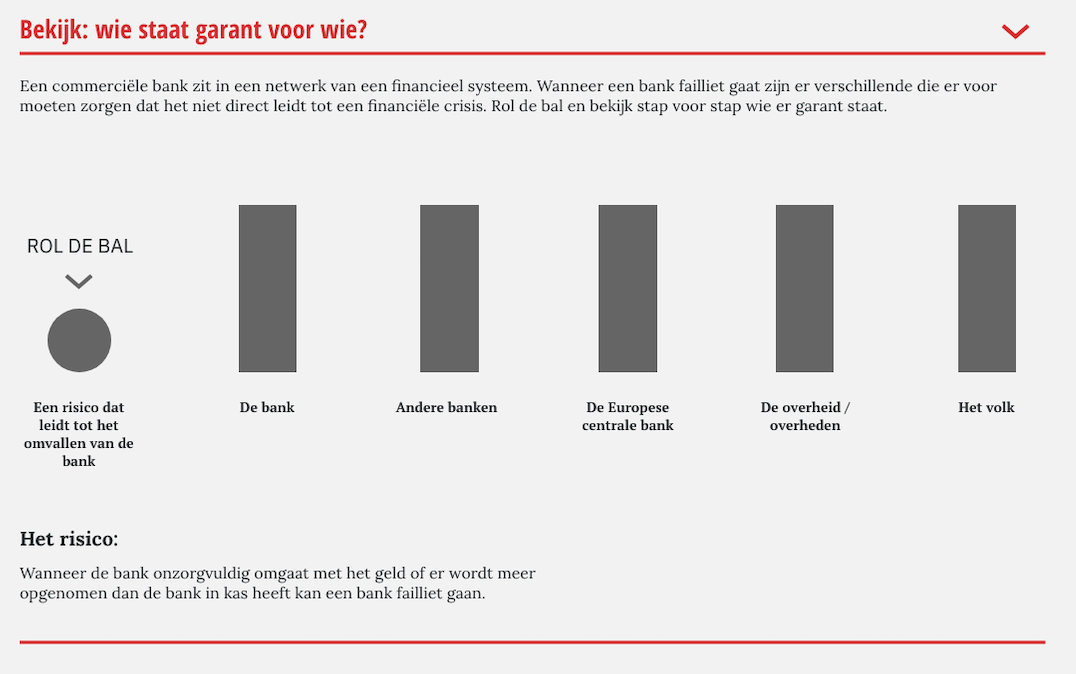 Bekijk: wie staat garant voor wie?
Een commerciële bank zit in een netwerk van een financieel systeem. Wanneer een bank failliet gaat zijn er verschillende die er voor
moeten zorgen dat het niet direct leidt tot een financiële crisis. Rol de bal en bekijk stap voor stap wie er garant staat.
ROL DE BAL
Een risico dat
leidt tot het
omvallen van de
bank
De bank
Andere banken
De Europese
centrale bank
De overheid /
overheden
Het volk
Het risico:
Wanneer de bank onzorgvuldig omgaat met het geld of er wordt meer
opgenomen dan de bank in kas heeft kan een bank failliet gaan.